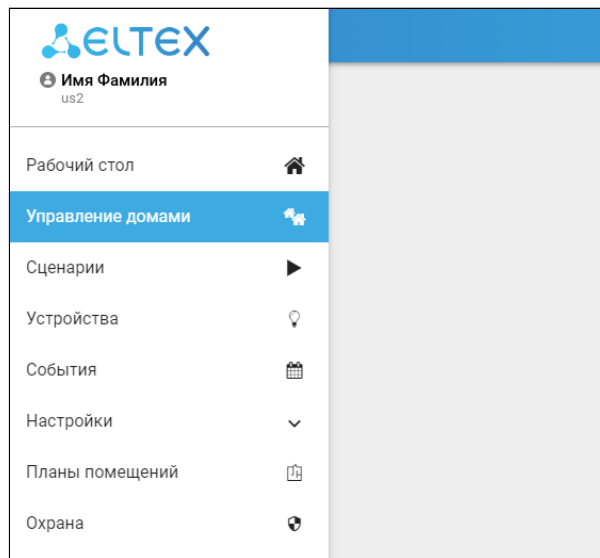 ELTEX
Имя Фамилия
us2
Рабочий стол
Управление домами
Сценарии
Устройства
События
Настройки
Планы помещений
Охрана